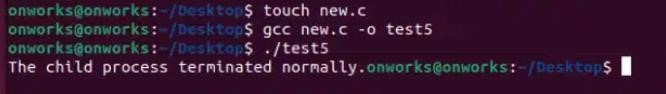 onworks@onworks:~/Desktop$ touch new.c
onworks@onworks:~/Desktop$ gcc new.c -o test5
onworks@onworks:~/Desktop$ ./test5
The child process terminated normally.onworks@onworks:~/Desktop$